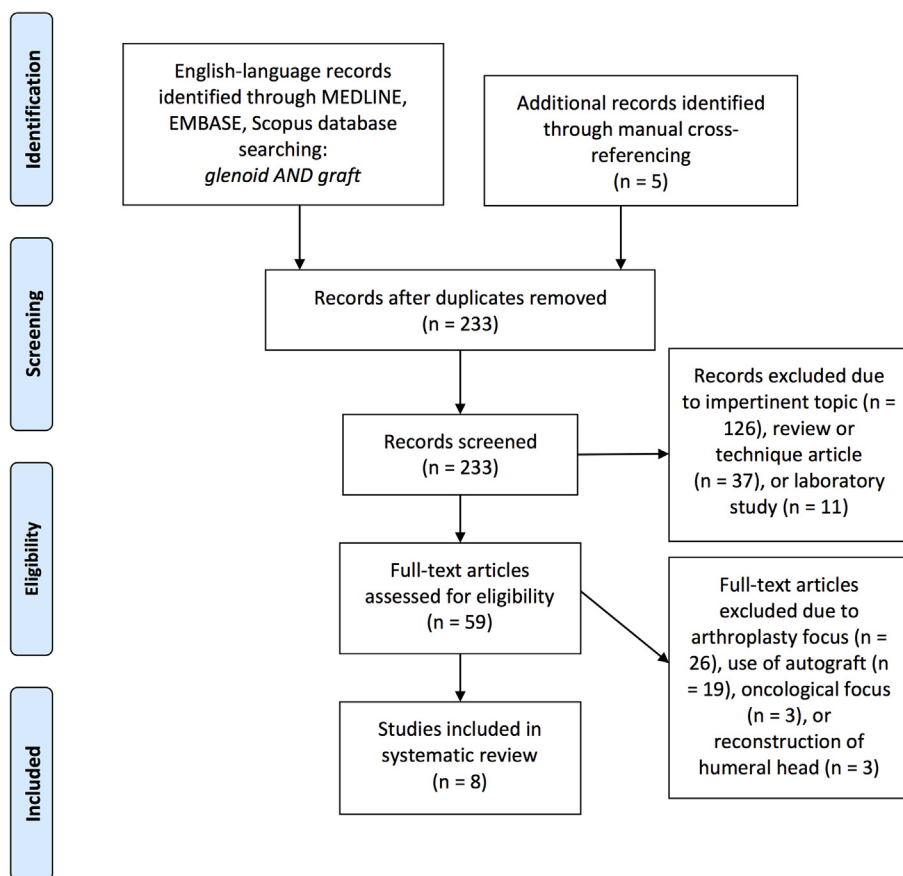 Identification
English-language records
identified through MEDLINE,
EMBASE, Scopus database
searching:
glenoid AND graft
Additional records identified
through manual cross-
referencing
(n = 5)
Screening
Records after duplicates removed
(n = 233)
Records screened
(n = 233)
Records excluded due
to impertinent topic (n =
126), review or
technique article
(n = 37), or laboratory
study (n = 11)
Eligibility
Full-text articles
assessed for eligibility
(n = 59)
Full-text articles
excluded due to
arthroplasty focus (n =
26), use of autograft (n
= 19), oncological focus
(n = 3), or
reconstruction of
humeral head (n = 3)
Included
Studies included in
systematic review
(n = 8)